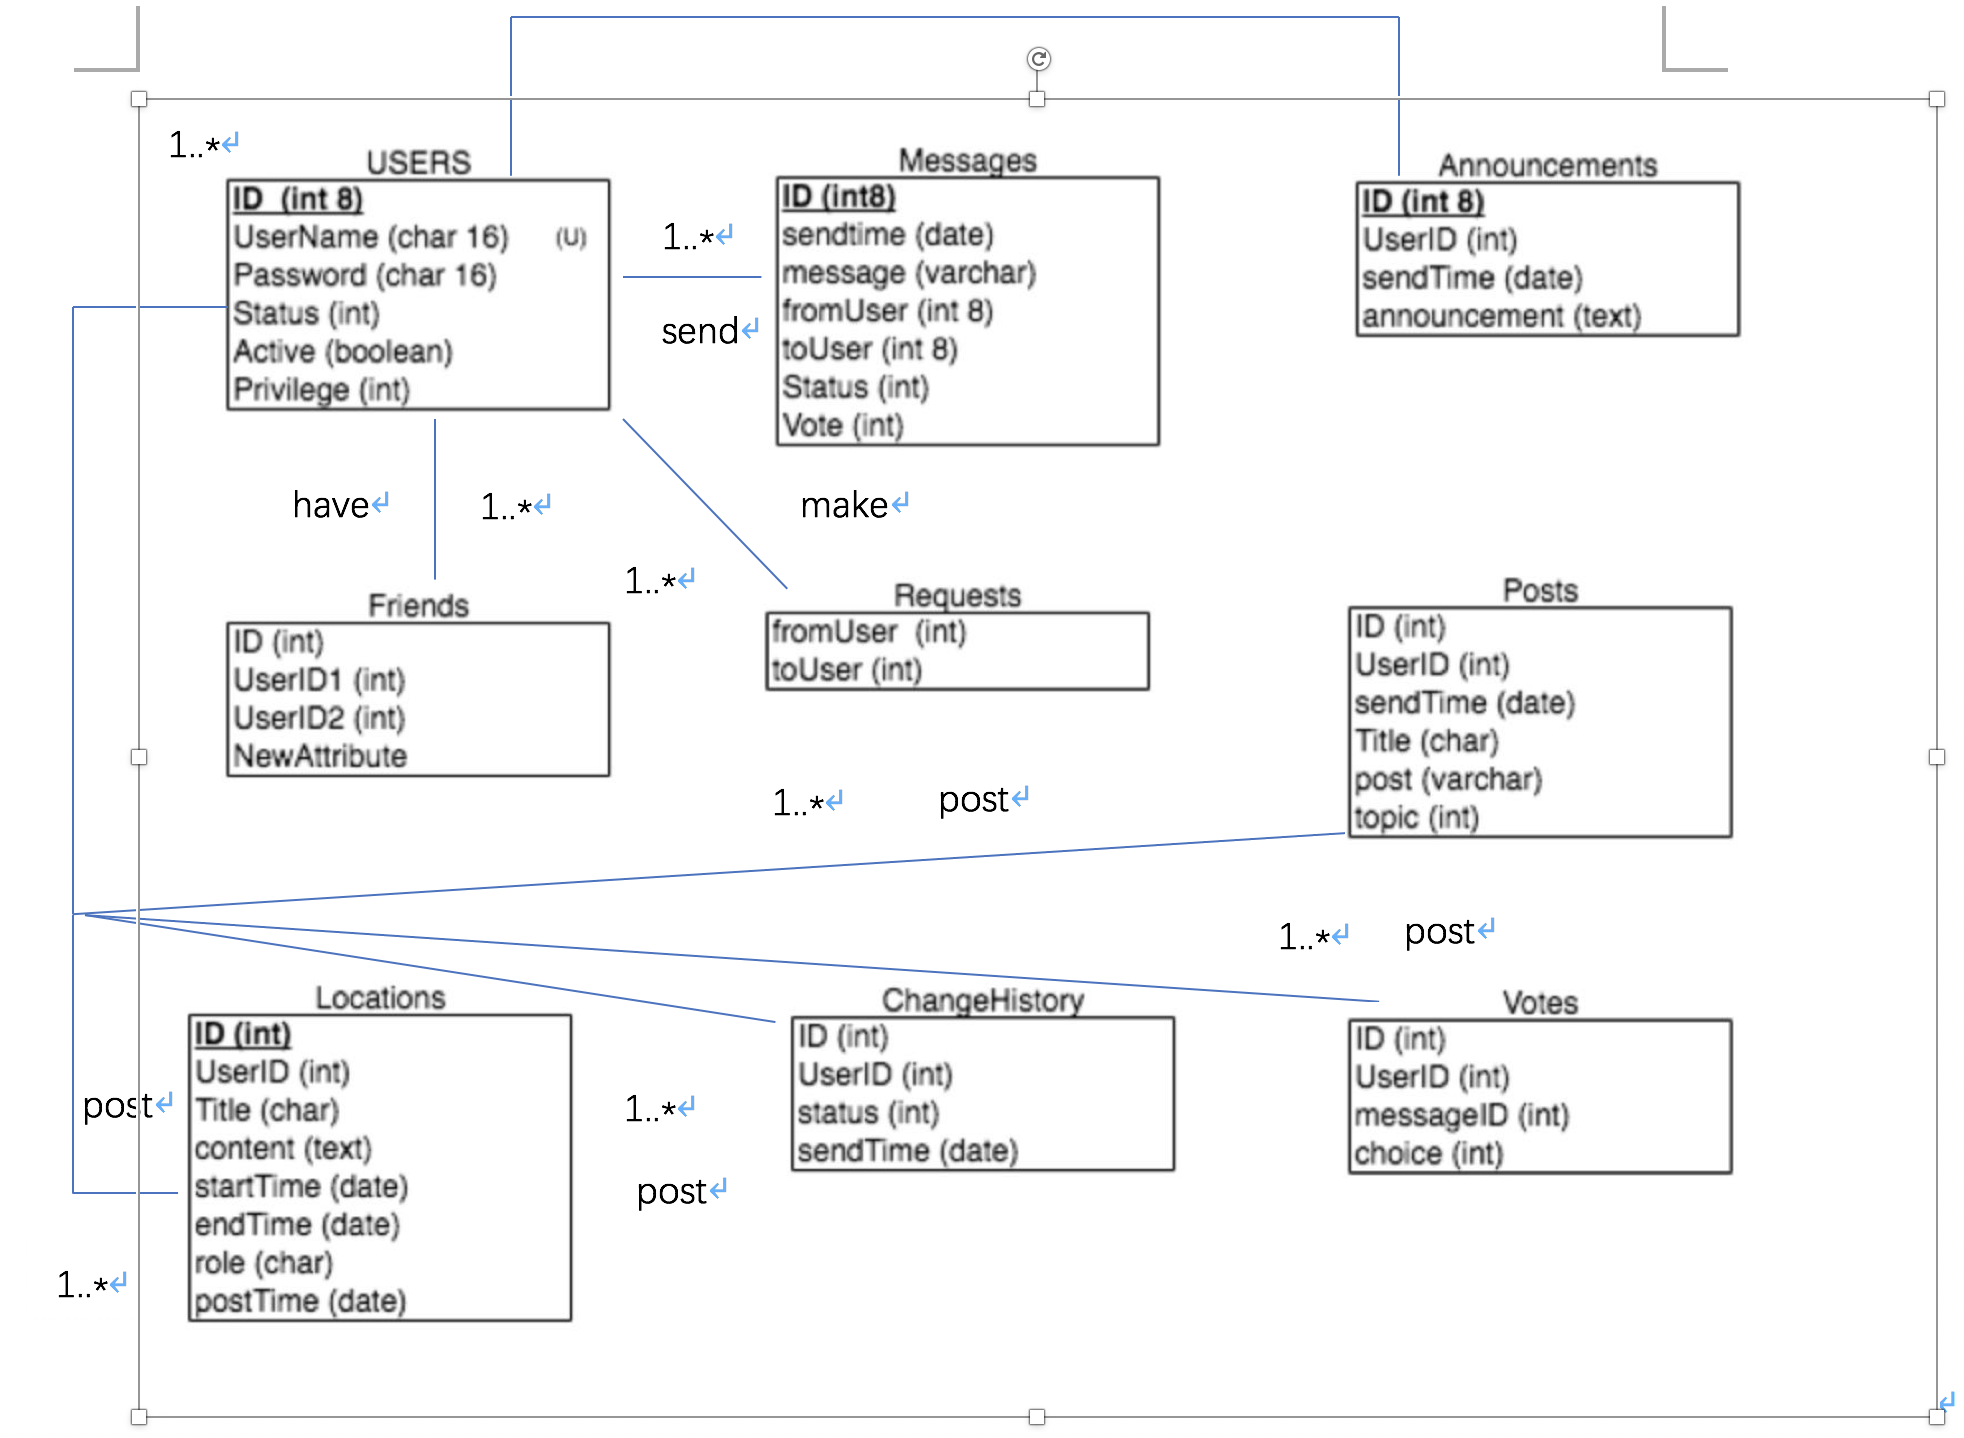 1..*
USERS
ID (int 8)
UserName (char 16) (U)
Password (char 16)
Status (int)
Active (boolean)
Privilege (int)
1..*
send
Messages
ID (int8)
sendtime (date)
message (varchar)
fromUser (int 8)
toUser (int 8)
Status (int)
Vote (int)
Announcements
ID (int 8)
UserID (int)
sendTime (date)
announcement (text)
have
1..*
make
1..*
Friends
ID (int)
UserID1 (int)
UserID2 (int)
NewAttribute
Requests
fromUser (int)
toUser (int)
Posts
ID (int)
UserID (int)
sendTime (date)
Title (char)
post (varchar)
topic (int)
1..*
post
1..*
post
Locations
ID (int)
UserID (int)
Title (char)
content (text)
startTime (date)
endTime (date)
role (char)
postTime (date)
post
1..*
1..*
post
ChangeHistory
ID (int)
UserID (int)
status (int)
sendTime (date)
Votes
ID (int)
UserID (int)
messageID (int)
choice (int)